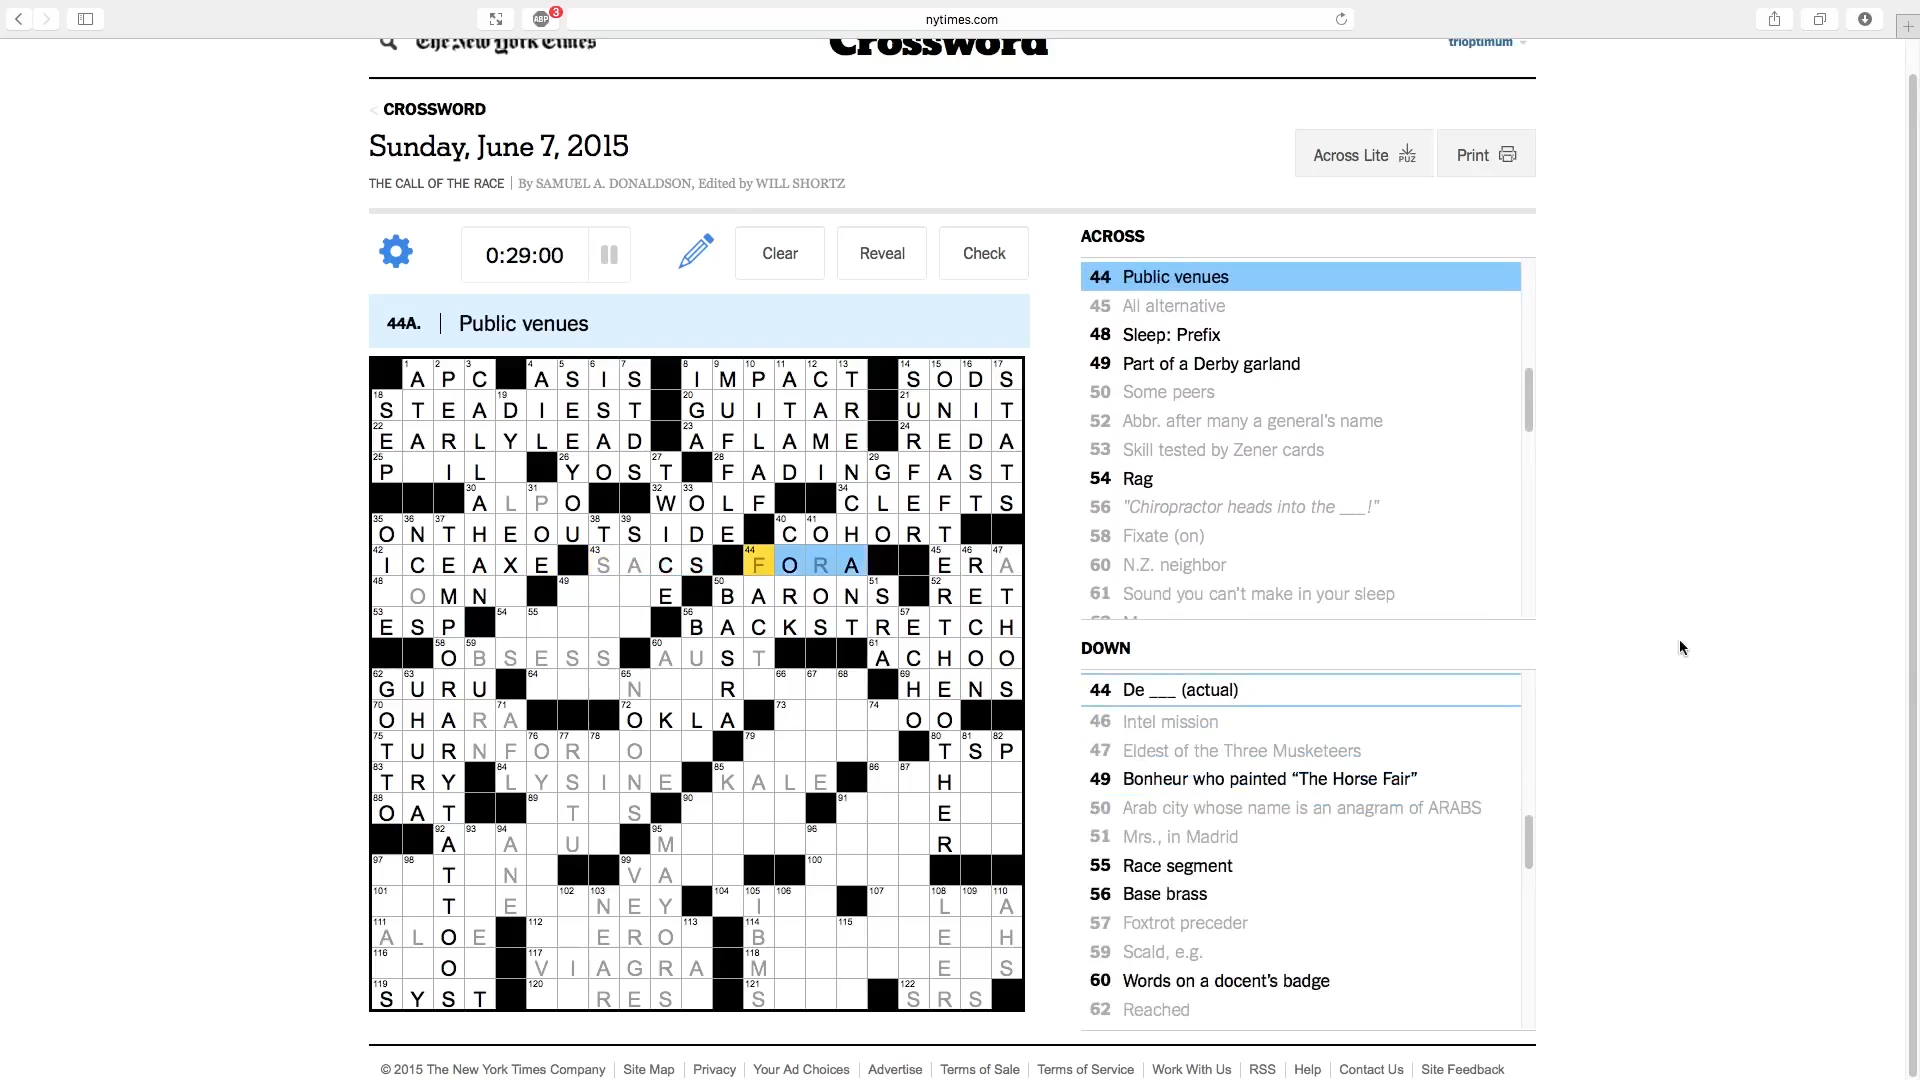 nytimes.com
ABP 3
The New York Times
Crossword
trioptimum
< CROSSWORD
Sunday, June 7, 2015
THE CALL OF THE RACE | By SAMUEL A. DONALDSON, Edited by WILL SHORTZ
Across Lite PUZ
Print
0:29:00
Clear
Reveal
Check
44A. | Public venues
A P C A S I S I M P A C T S O D S
S T E A D I E S T G U I T A R U N I T
E A R L Y L E A D A F L A M E R E D A
P I L Y O S T F A D I N G F A S T
A L P O W O L F C L E F T S
O N T H E O U T S I D E C O H O R T
I C E A X E S A C S F O R A E R A
O M N E B A R O N S R E T
E S P B A C K S T R E T C H
O B S E S S A U S T A C H O O
G U R U N R H E N S
O H A R A O K L A O O
T U R N F O R O T S P
T R Y L Y S I N E K A L E H
O A T T S E
A A U M R
T N V A
T E N E Y I L A
A L O E E R O B E H
O V I A G R A M E S
S Y S T R E S S S R S
ACROSS
44 Public venues
45 All alternative
48 Sleep: Prefix
49 Part of a Derby garland
50 Some peers
52 Abbr. after many a general's name
53 Skill tested by Zener cards
54 Rag
56 "Chiropractor heads into the ___!"
58 Fixate (on)
60 N.Z. neighbor
61 Sound you can't make in your sleep
DOWN
44 De ___ (actual)
46 Intel mission
47 Eldest of the Three Musketeers
49 Bonheur who painted “The Horse Fair”
50 Arab city whose name is an anagram of ARABS
51 Mrs., in Madrid
55 Race segment
56 Base brass
57 Foxtrot preceder
59 Scald, e.g.
60 Words on a docent’s badge
62 Reached
© 2015 The New York Times Company | Site Map | Privacy | Your Ad Choices | Advertise | Terms of Sale | Terms of Service | Work With Us | RSS | Help | Contact Us | Site Feedback